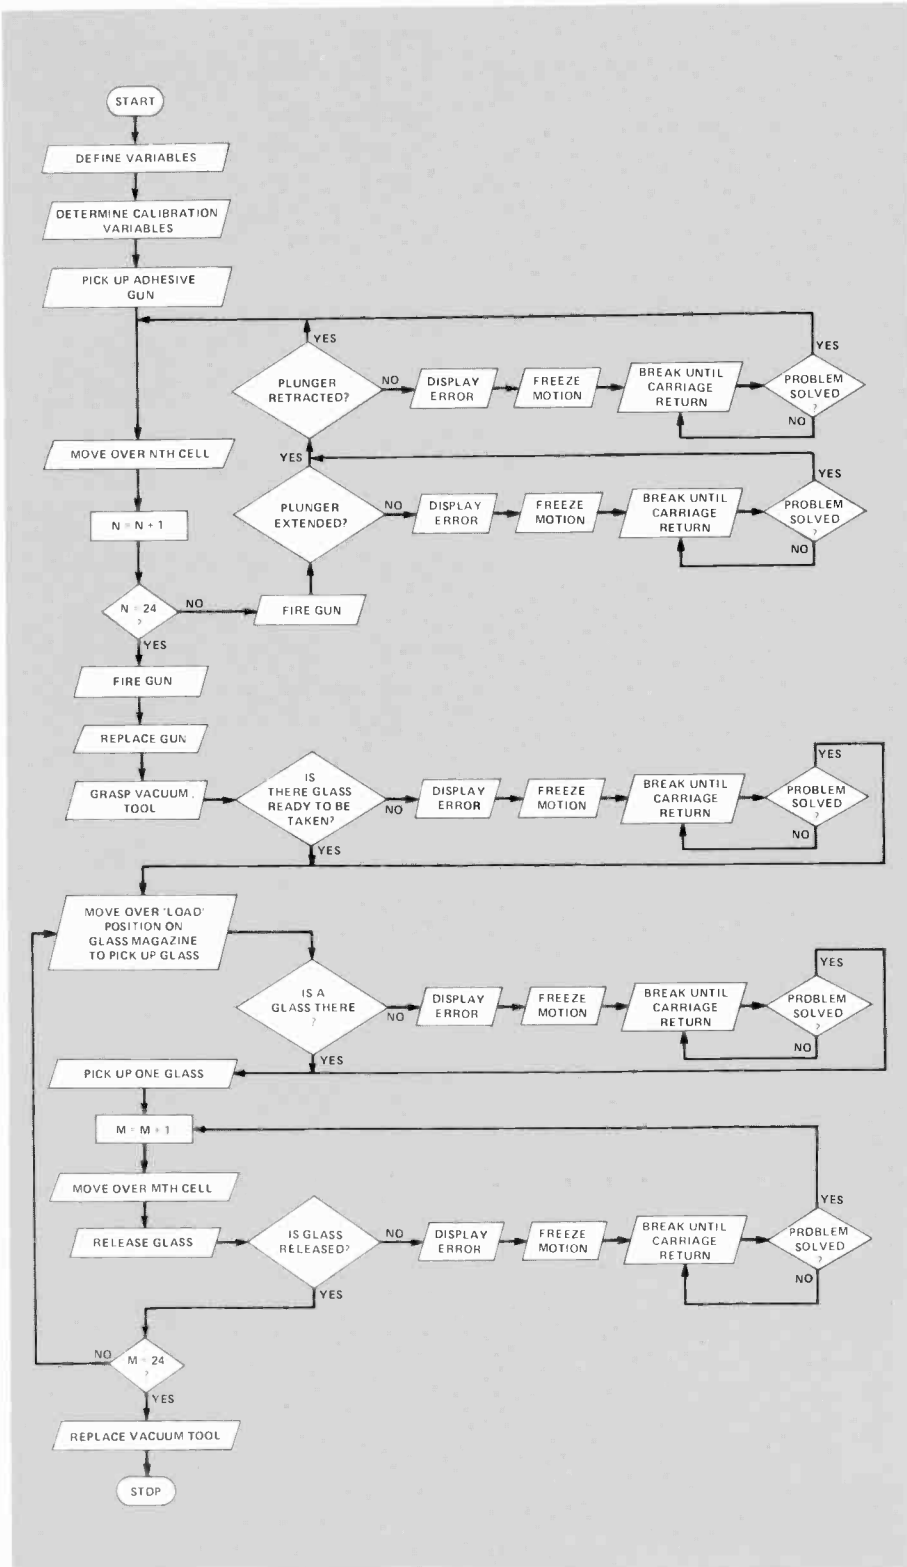 START
DEFINE VARIABLES
DETERMINE CALIBRATION
VARIABLES
PICK UP ADHESIVE
GUN
YES
YES
PLUNGER
RETRACTED?
NO
DISPLAY
ERROR
FREEZE
MOTION
BREAK UNTIL
CARRIAGE
RETURN
PROBLEM
SOLVED
?
NO
MOVE OVER NTH CELL
YES
YES
PLUNGER
EXTENDED?
NO
DISPLAY
ERROR
FREEZE
MOTION
BREAK UNTIL
CARRIAGE
RETURN
PROBLEM
SOLVED
?
NO
N = N + 1
N = 24
?
NO
FIRE GUN
YES
FIRE GUN
REPLACE GUN
GRASP VACUUM
TOOL
IS
THERE GLASS
READY TO BE
TAKEN?
NO
DISPLAY
ERROR
FREEZE
MOTION
BREAK UNTIL
CARRIAGE
RETURN
PROBLEM
SOLVED
?
YES
NO
YES
MOVE OVER 'LOAD'
POSITION ON
GLASS MAGAZINE
TO PICK UP GLASS
IS A
GLASS THERE
?
NO
DISPLAY
ERROR
FREEZE
MOTION
BREAK UNTIL
CARRIAGE
RETURN
PROBLEM
SOLVED
?
YES
NO
YES
PICK UP ONE GLASS
M = M + 1
MOVE OVER MTH CELL
RELEASE GLASS
IS GLASS
RELEASED?
NO
DISPLAY
ERROR
FREEZE
MOTION
BREAK UNTIL
CARRIAGE
RETURN
PROBLEM
SOLVED
?
YES
NO
YES
M = 24
?
NO
YES
REPLACE VACUUM TOOL
STOP